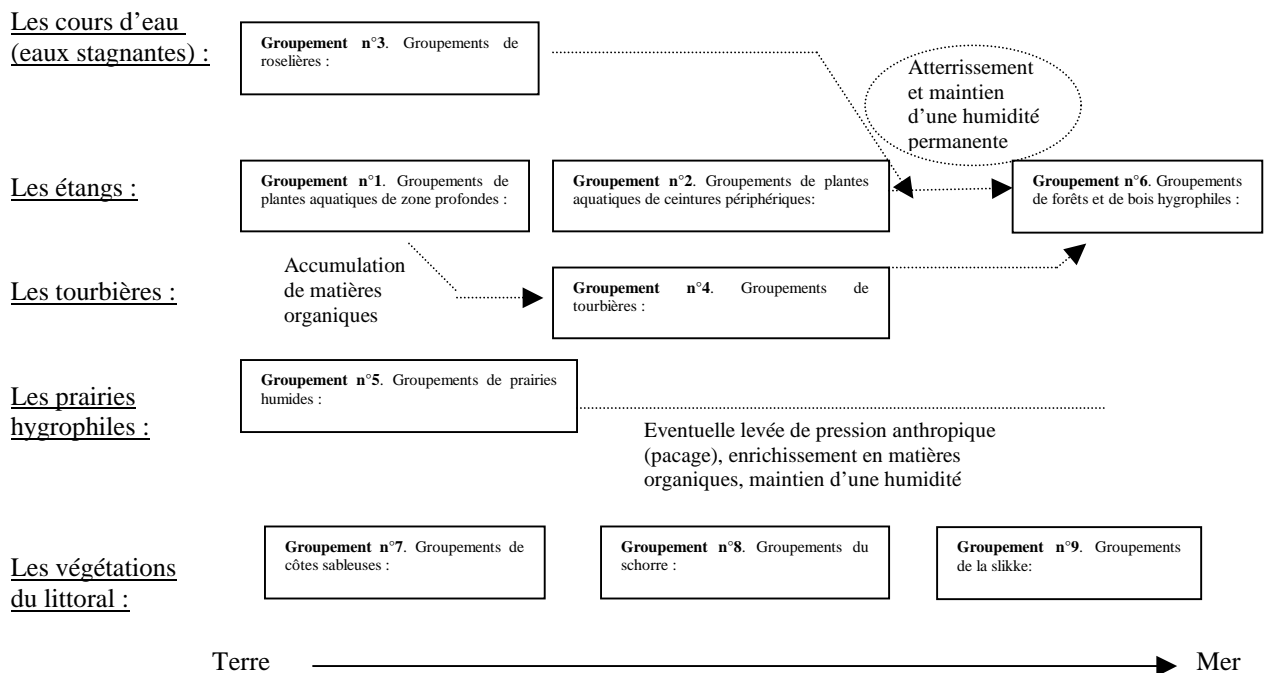 Les cours d'eau
(eaux stagnantes) :
Groupement n°3. Groupements de
roselières :
Atterrissement
et maintien
d'une humidité
permanente
Les étangs :
Groupement n°1. Groupements de
plantes aquatiques de zone profondes :
Groupement n°2. Groupements de plantes
aquatiques de ceintures périphériques:
Groupement n°6. Groupements
de forêts et de bois hygrophiles :
Accumulation
de matières
organiques
Les tourbières :
Groupement n°4. Groupements de
tourbières :
Les prairies
hygrophiles :
Groupement n°5. Groupements de prairies
humides :
Eventuelle levée de pression anthropique
(pacage), enrichissement en matières
organiques, maintien d'une humidité
Les végétations
du littoral :
Groupement n°7. Groupements de
côtes sableuses :
Groupement n°8. Groupements du
schorre :
Groupement n°9. Groupements
de la slikke:
Terre
Mer